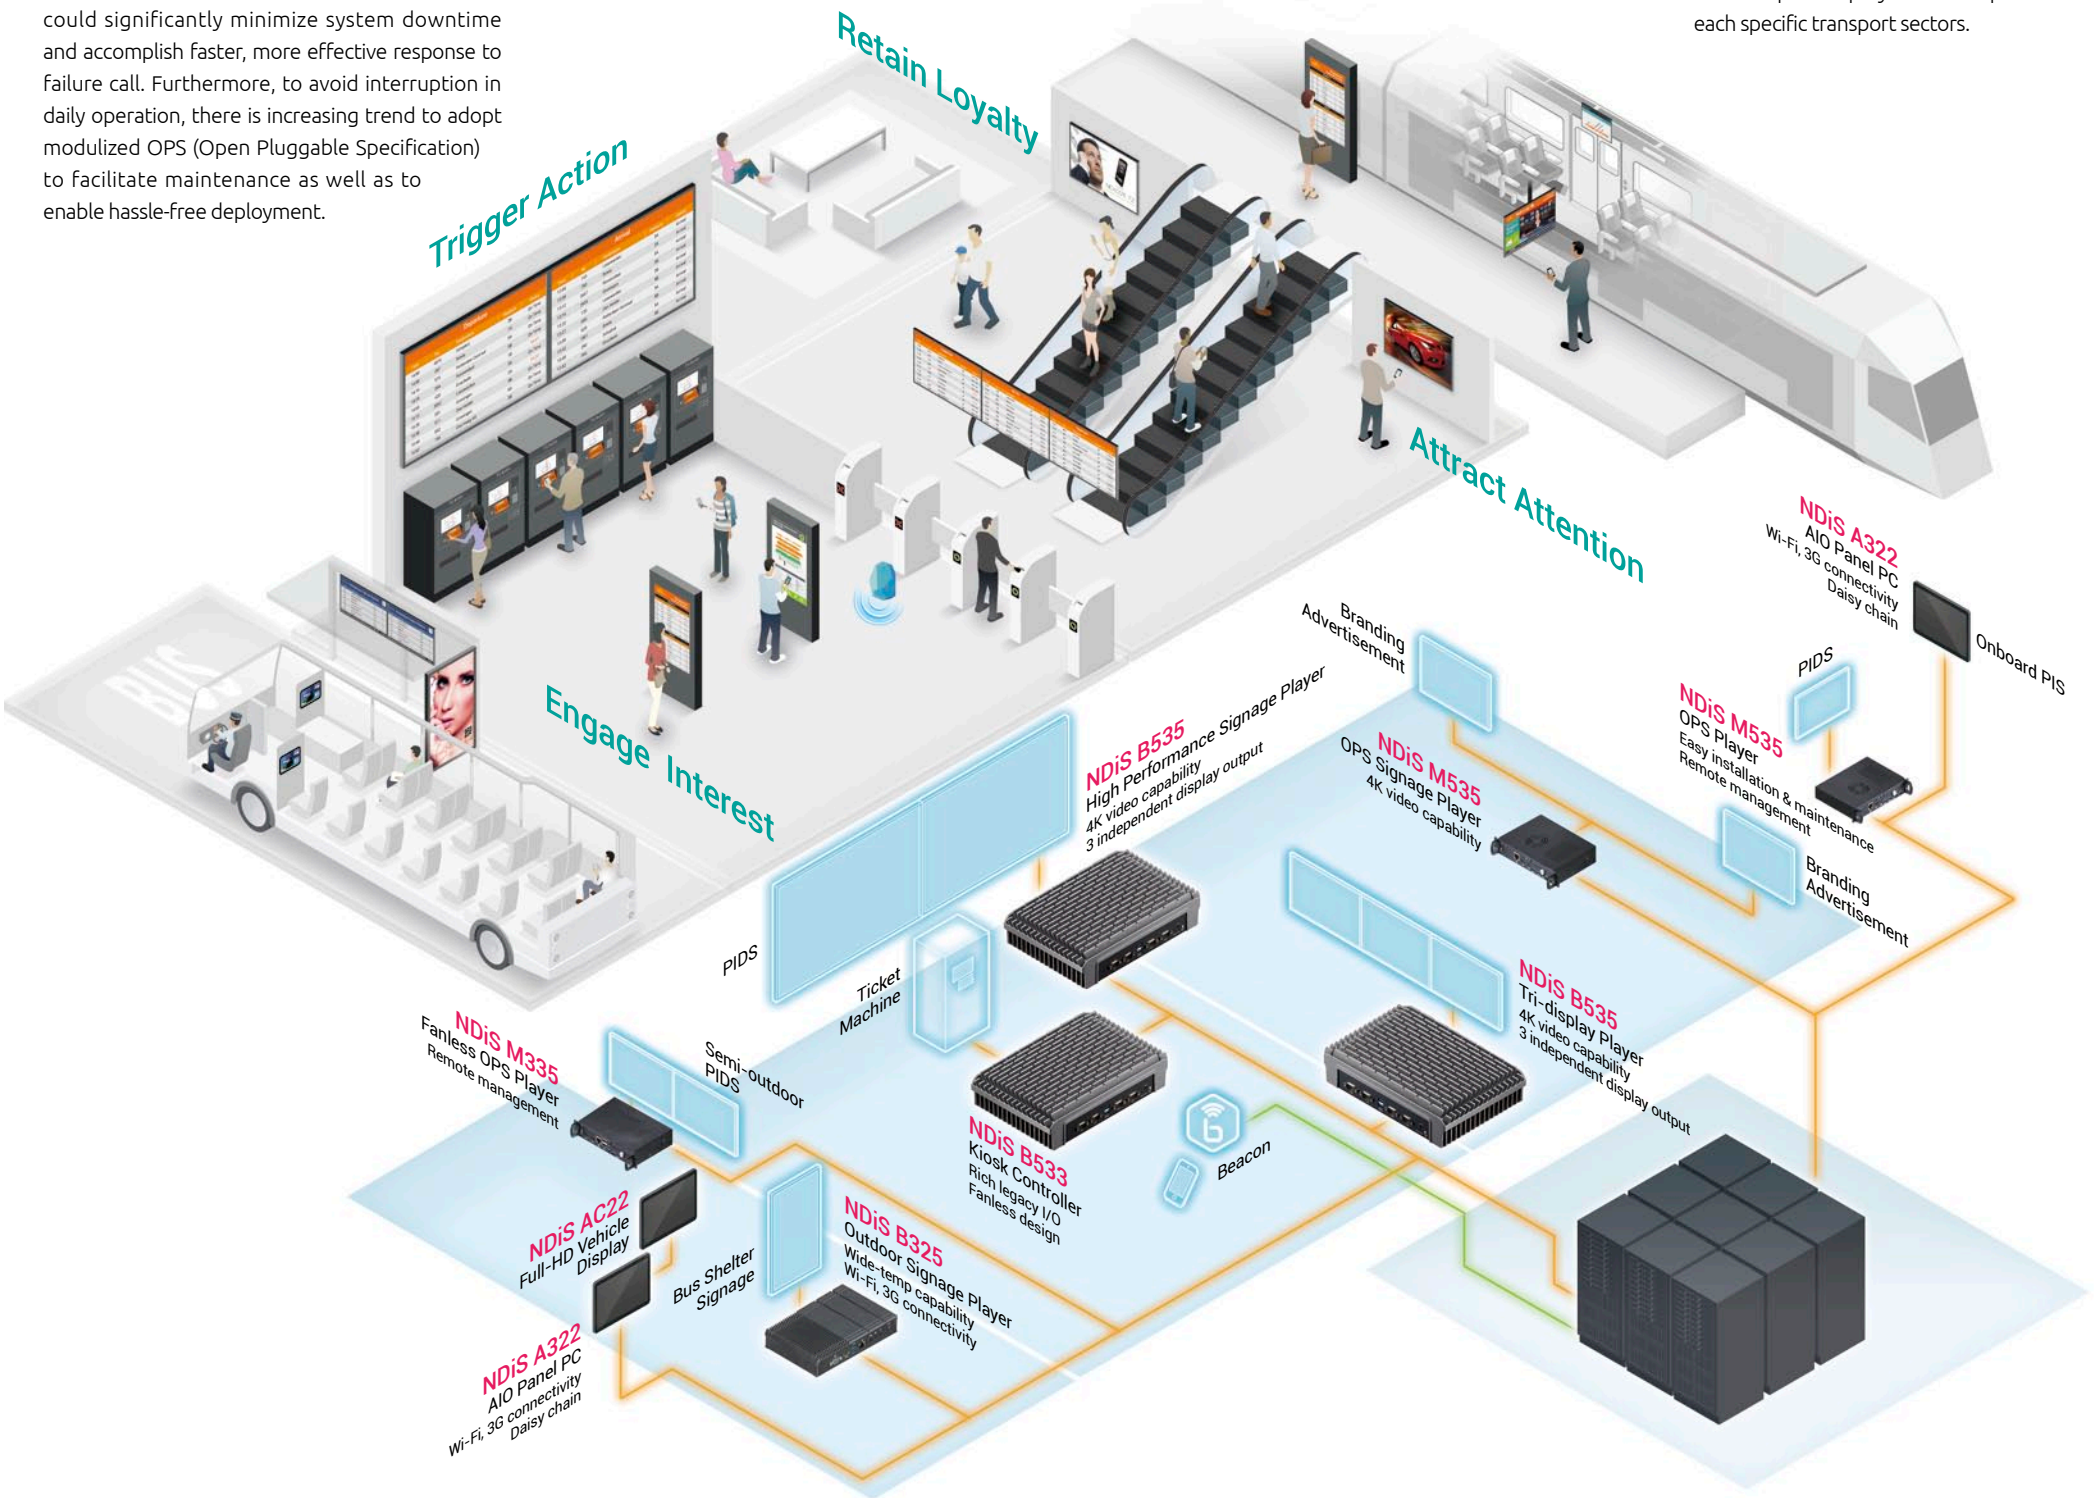 could significantly minimize system downtime
and accomplish faster, more effective response to
failure call. Furthermore, to avoid interruption in
daily operation, there is increasing trend to adopt
modulized OPS (Open Pluggable Specification)
to facilitate maintenance as well as to
enable hassle-free deployment.
each specific transport sectors.
Retain Loyalty
Trigger Action
Attract Attention
Engage Interest
Departure
Arrival
BUS
NDiS A322
AIO Panel PC
Wi-Fi, 3G connectivity
Daisy chain
Onboard PIS
Branding
Advertisement
PIDS
NDiS M535
OPS Player
Easy installation & maintenance
Remote management
NDiS B535
High Performance Signage Player
4K video capability
3 independent display output
NDiS M535
OPS Signage Player
4K video capability
Branding
Advertisement
PIDS
Ticket
Machine
NDiS B535
Tri-display Player
4K video capability
3 independent display output
NDiS M335
Fanless OPS Player
Remote management
Semi-outdoor
PIDS
NDiS B533
Kiosk Controller
Rich legacy I/O
Fanless design
Beacon
NDiS AC22
Full-HD Vehicle
Display
Bus Shelter
Signage
NDiS B325
Outdoor Signage Player
Wide-temp capability
Wi-Fi, 3G connectivity
NDiS A322
AIO Panel PC
Wi-Fi, 3G connectivity
Daisy chain